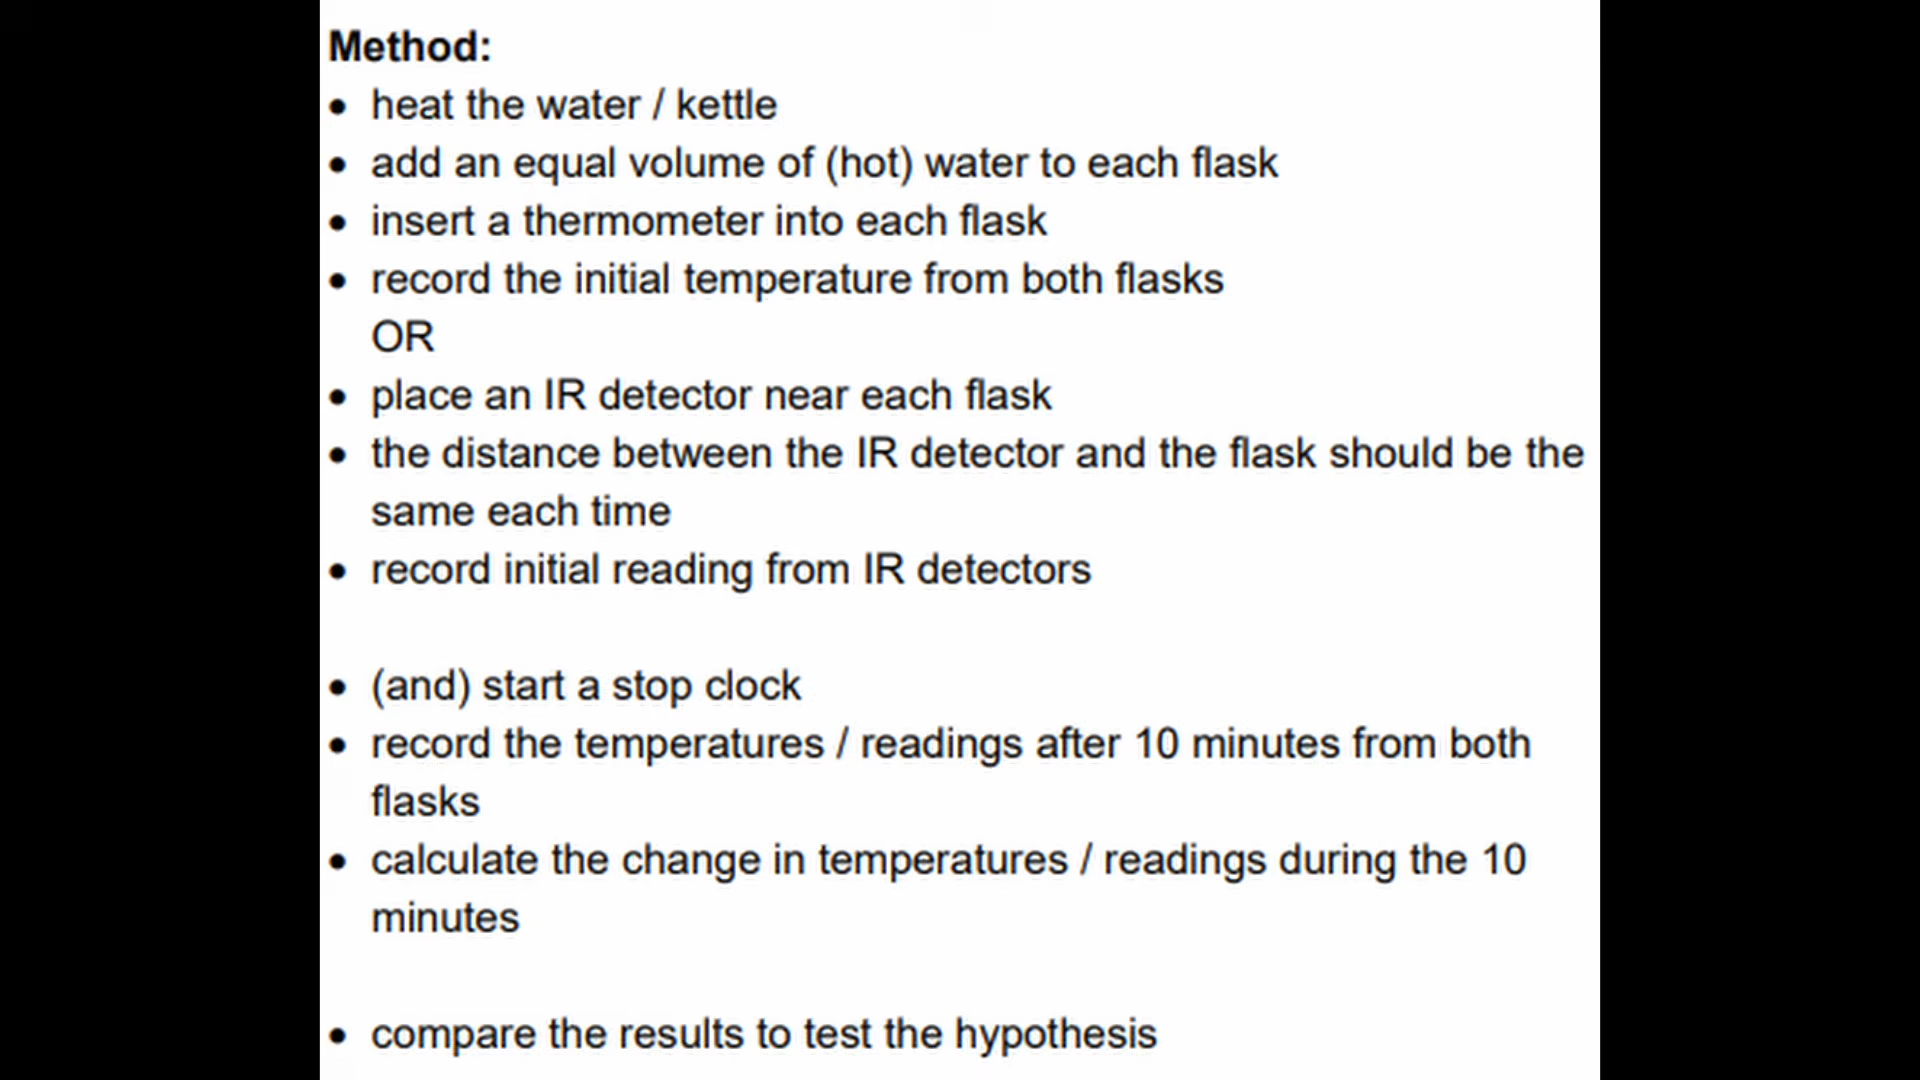 Method:
• heat the water / kettle
• add an equal volume of (hot) water to each flask
• insert a thermometer into each flask
• record the initial temperature from both flasks
OR
• place an IR detector near each flask
• the distance between the IR detector and the flask should be the
same each time
• record initial reading from IR detectors
• (and) start a stop clock
• record the temperatures / readings after 10 minutes from both
flasks
• calculate the change in temperatures / readings during the 10
minutes
• compare the results to test the hypothesis